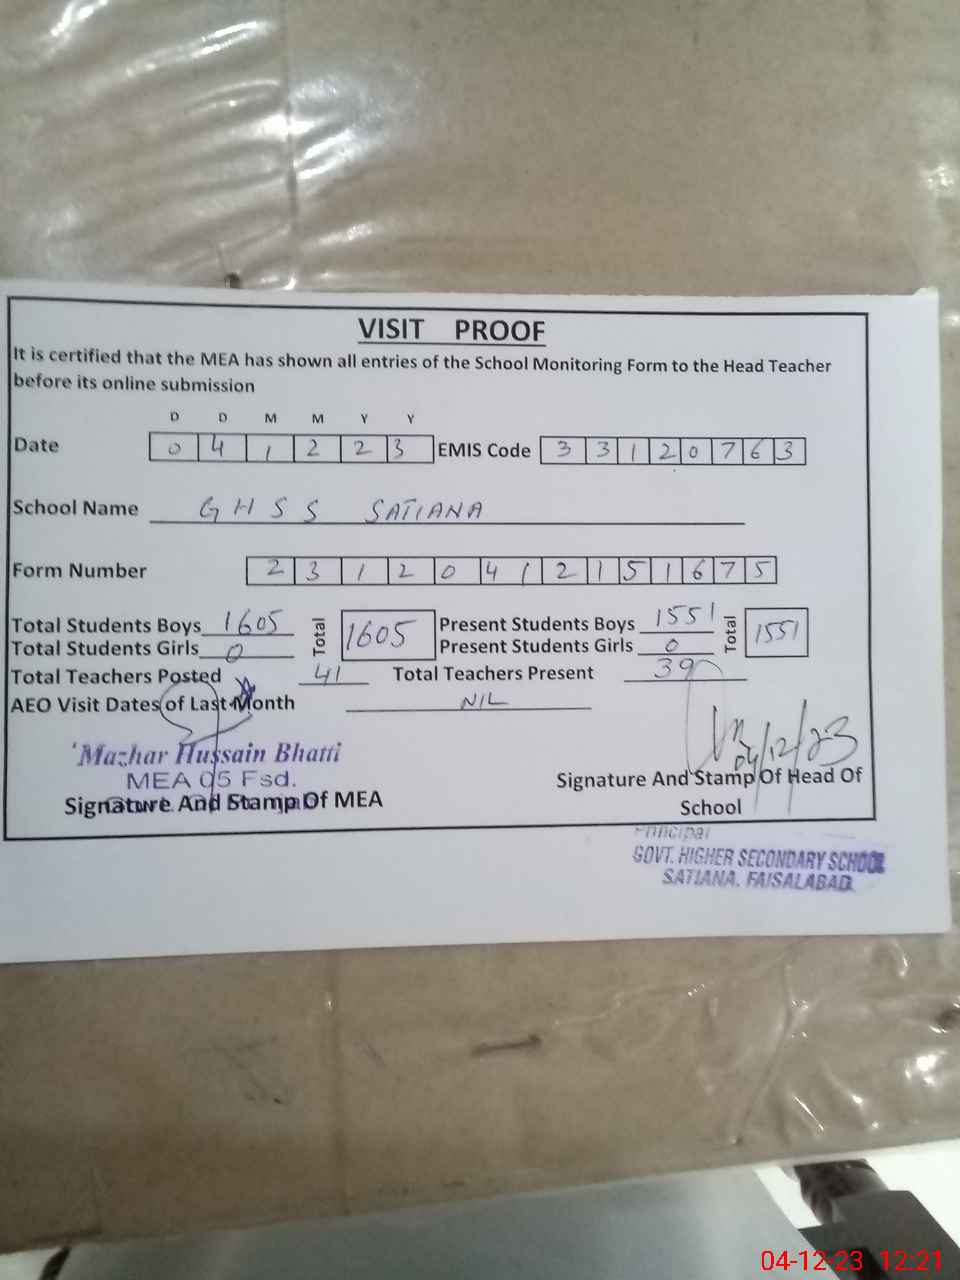 VISIT PROOF
It is certified that the MEA has shown all entries of the School Monitoring Form to the Head Teacher
before its online submission
D D M M Y Y
Date 0 4 1 2 2 3 EMIS Code 3 3 1 2 0 7 6 3
School Name GHSS SATIANA
Form Number 2 3 1 2 0 4 1 2 1 5 1 6 7 5
Total Students Boys 1605 Total 1605 Present Students Boys 1551 Total 1551
Total Students Girls 0 Present Students Girls 0
Total Teachers Posted 41 Total Teachers Present 39
AEO Visit Dates of Last Month NIL
Mazhar Hussain Bhatti
MEA 05 Fsd.
04/12/23
Signature And Stamp Of MEA
Signature And Stamp Of Head Of
School
Principal
GOVT. HIGHER SECONDARY SCHOOL
SATIANA. FAISALABAD.
04-12-23 12:21